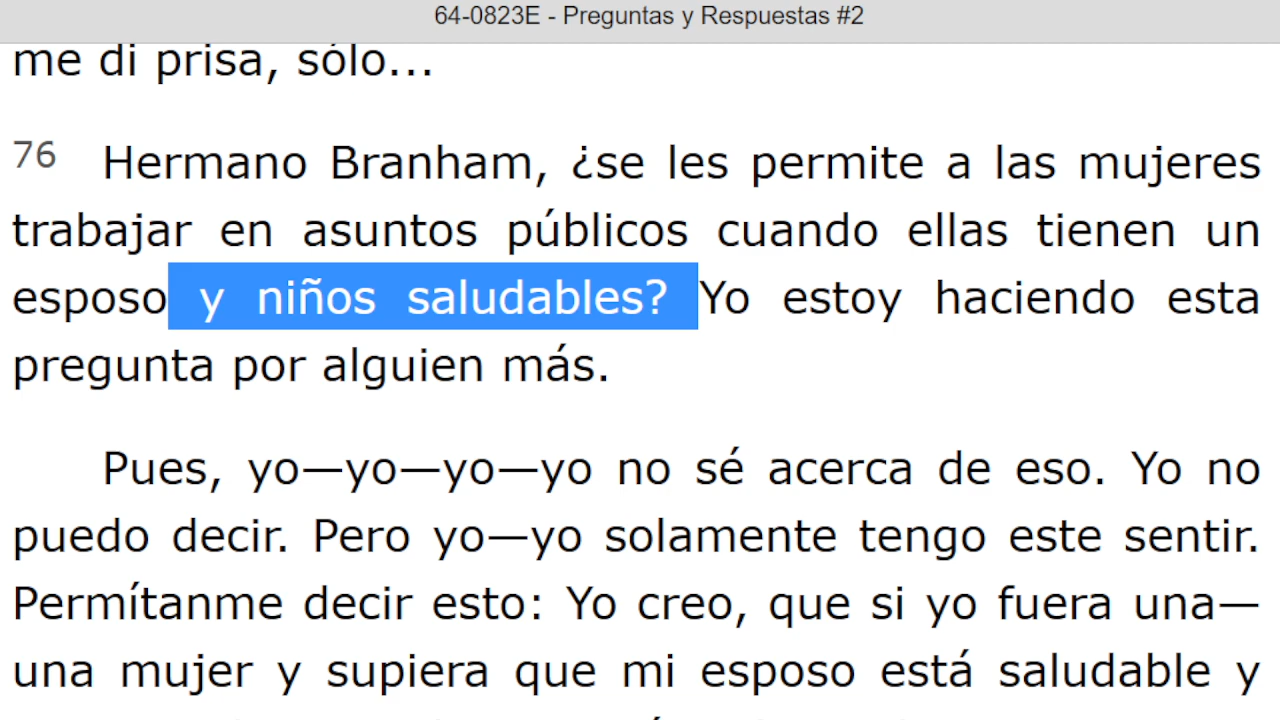 64-0823E - Preguntas y Respuestas #2
me di prisa, sólo...
76 Hermano Branham, ¿se les permite a las mujeres
trabajar en asuntos públicos cuando ellas tienen un
esposo y niños saludables? Yo estoy haciendo esta
pregunta por alguien más.
Pues, yo—yo—yo—yo no sé acerca de eso. Yo no
puedo decir. Pero yo—yo solamente tengo este sentir.
Permítanme decir esto: Yo creo, que si yo fuera una—
una mujer y supiera que mi esposo está saludable y